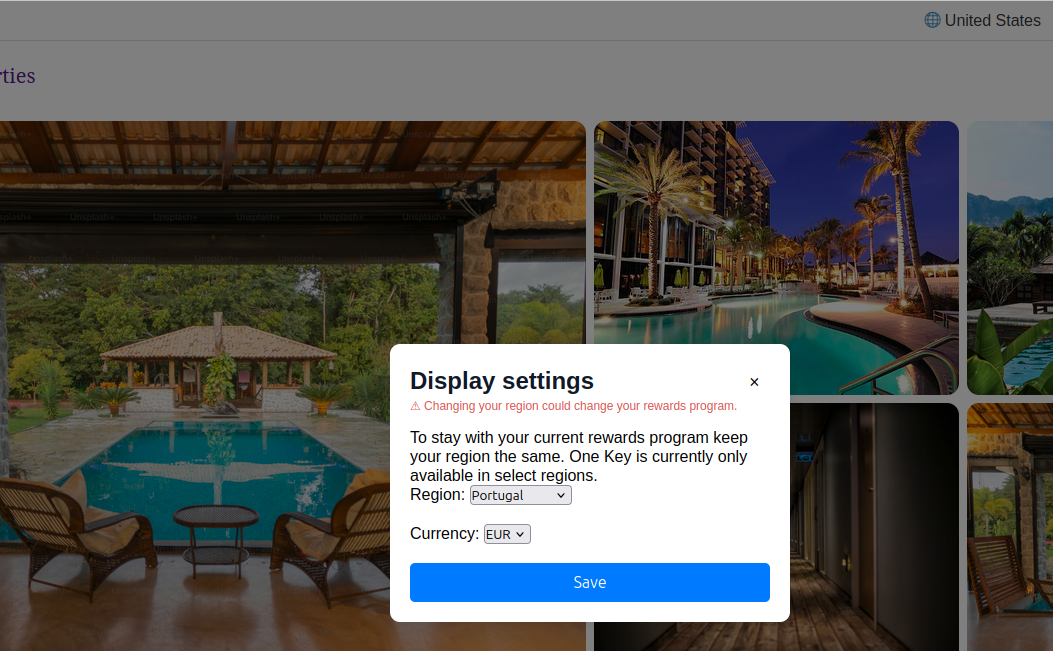 United States
rties
Display settings
×
⚠ Changing your region could change your rewards program.
To stay with your current rewards program keep
your region the same. One Key is currently only
available in select regions.
Region: Portugal
Currency: EUR
Save